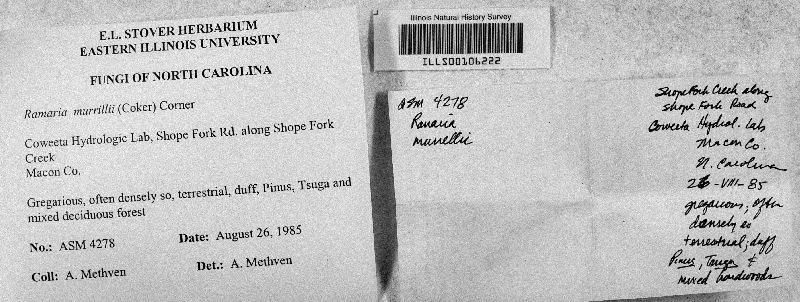 E.L. STOVER HERBARIUM
EASTERN ILLINOIS UNIVERSITY
FUNGI OF NORTH CAROLINA
Ramaria murrillii (Coker) Corner
Coweeta Hydrologic Lab, Shope Fork Rd. along Shope Fork
Creek
Macon Co.
Gregarious, often densely so, terrestrial, duff, Pinus, Tsuga and
mixed deciduous forest
No.: ASM 4278 Date: August 26, 1985
Coll: A. Methven Det.: A. Methven
Illinois Natural History Survey
ILLS00106222
ASM 4278
Ramaria
murrellii
Shope Fork Creek along
Shope Fork Road
Coweeta Hydrol. Lab
Macon Co.
N. Carolina
26-VIII-85
gregarious, often
densely so
terrestrial; duff
Pinus, Tsuga &
mixed hardwoods